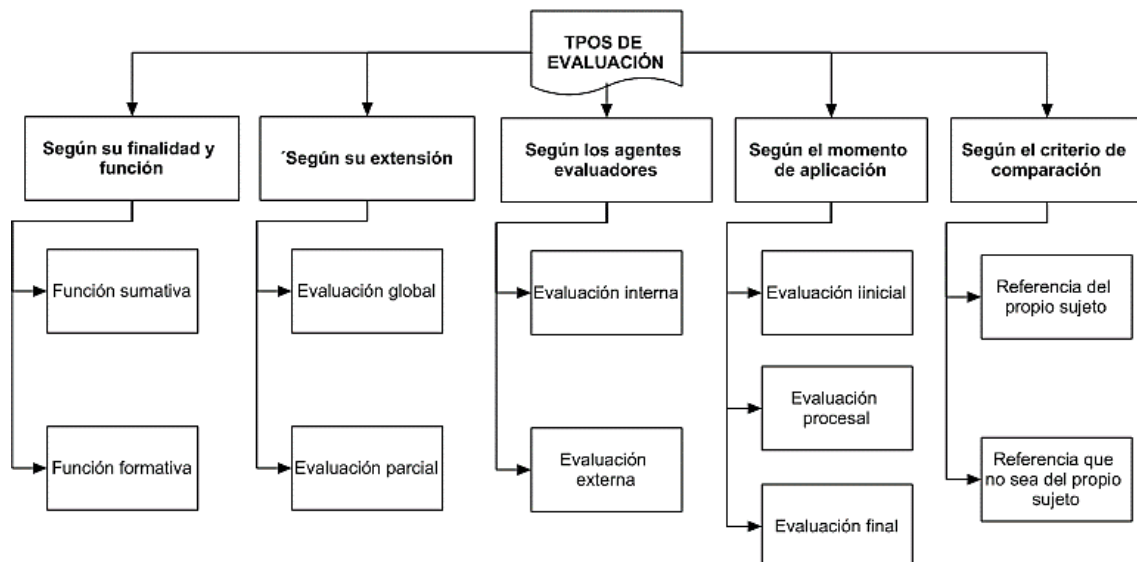 TPOS DE
EVALUACIÓN
Según su finalidad y
función
´Según su extensión
Según los agentes
evaluadores
Según el momento
de aplicación
Según el criterio de
comparación
Función sumativa
Evaluación global
Evaluación interna
Evaluación iinicial
Referencia del
propio sujeto
Evaluación
procesal
Función formativa
Evaluación parcial
Evaluación
externa
Referencia que
no sea del propio
sujeto
Evaluación final